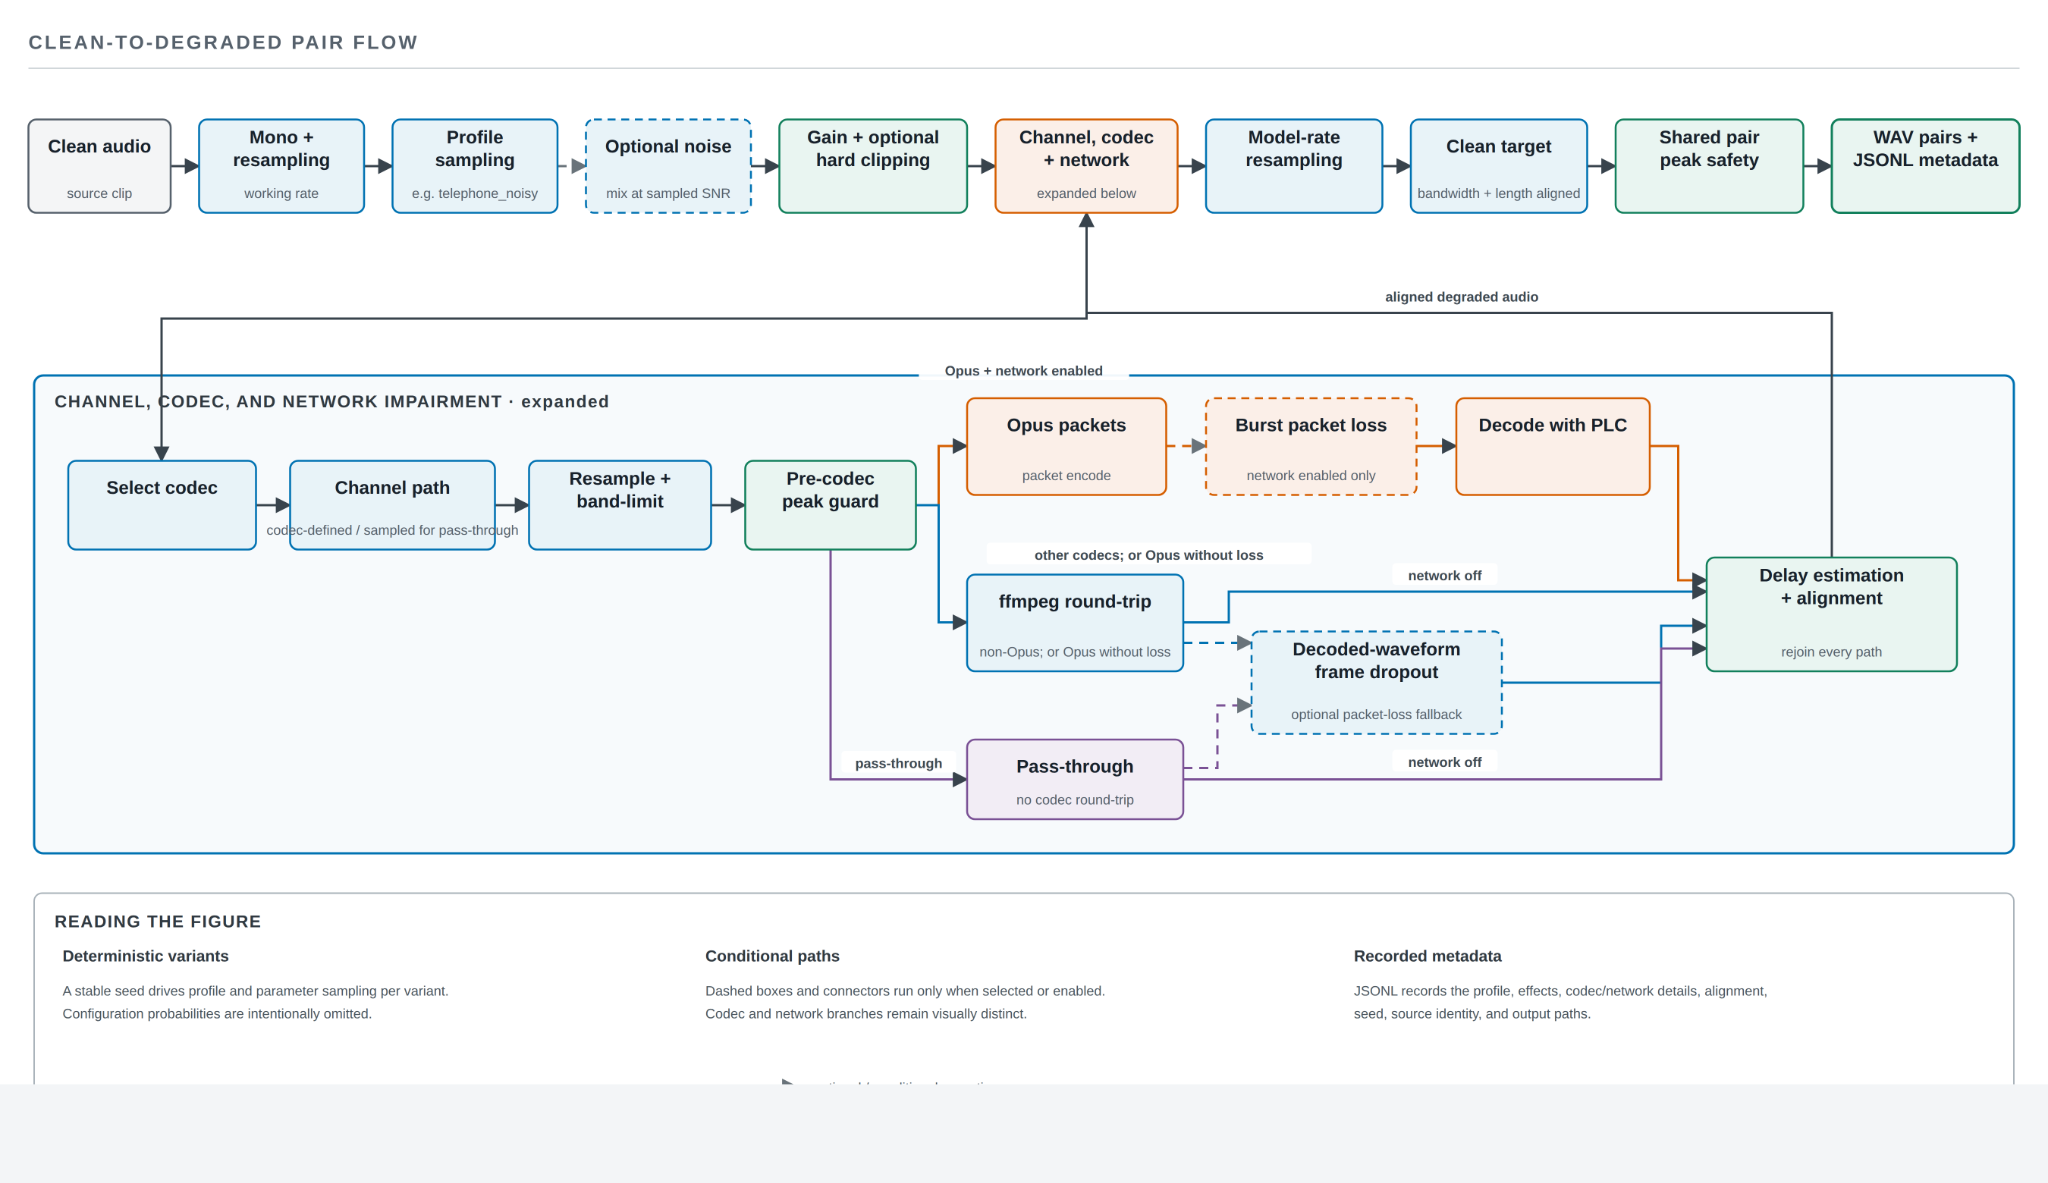 CLEAN-TO-DEGRADED PAIR FLOW
Clean audio
source clip
Mono +
resampling
working rate
Profile
sampling
e.g. telephone_noisy
Optional noise
mix at sampled SNR
Gain + optional
hard clipping
Channel, codec
+ network
expanded below
Model-rate
resampling
Clean target
bandwidth + length aligned
Shared pair
peak safety
WAV pairs +
JSONL metadata
aligned degraded audio
Opus + network enabled
CHANNEL, CODEC, AND NETWORK IMPAIRMENT · expanded
Select codec
Channel path
codec-defined / sampled for pass-through
Resample +
band-limit
Pre-codec
peak guard
Opus packets
packet encode
Burst packet loss
network enabled only
Decode with PLC
other codecs; or Opus without loss
ffmpeg round-trip
non-Opus; or Opus without loss
network off
Decoded-waveform
frame dropout
optional packet-loss fallback
Delay estimation
+ alignment
rejoin every path
pass-through
Pass-through
no codec round-trip
network off
READING THE FIGURE
Deterministic variants
A stable seed drives profile and parameter sampling per variant.
Configuration probabilities are intentionally omitted.
Conditional paths
Dashed boxes and connectors run only when selected or enabled.
Codec and network branches remain visually distinct.
Recorded metadata
JSONL records the profile, effects, codec/network details, alignment,
seed, source identity, and output paths.